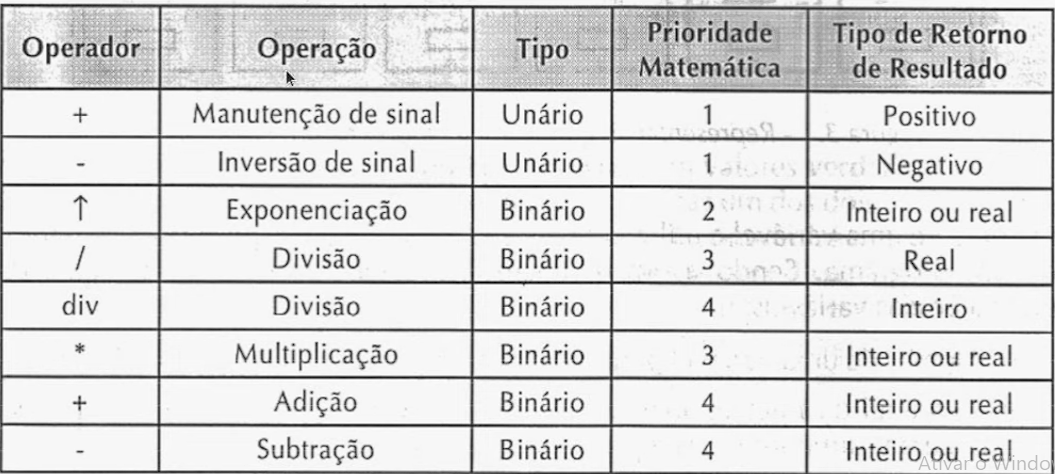 Operador Operação Tipo Prioridade Matemática Tipo de Retorno de Resultado
+ Manutenção de sinal Unário 1 Positivo
- Inversão de sinal Unário 1 Negativo
↑ Exponenciação Binário 2 Inteiro ou real
/ Divisão Binário 3 Real
div Divisão Binário 4 Inteiro
* Multiplicação Binário 3 Inteiro ou real
+ Adição Binário 4 Inteiro ou real
- Subtração Binário 4 Inteiro ou real
Ativar o Window